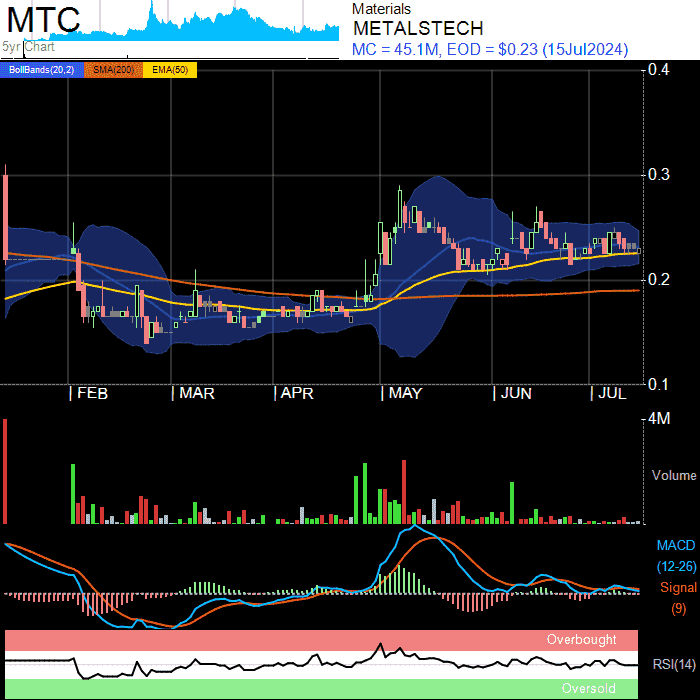 MTC
5yr Chart
Materials
METALSTECH
MC = 45.1M, EOD = $0.23 (15Jul2024)
BollBands(20,2) SMA(200) EMA(50)
0.4
0.3
0.2
0.1
FEB MAR APR MAY JUN JUL
4M
Volume
MACD
(12-26)
Signal
(9)
Overbought
RSI(14)
Oversold